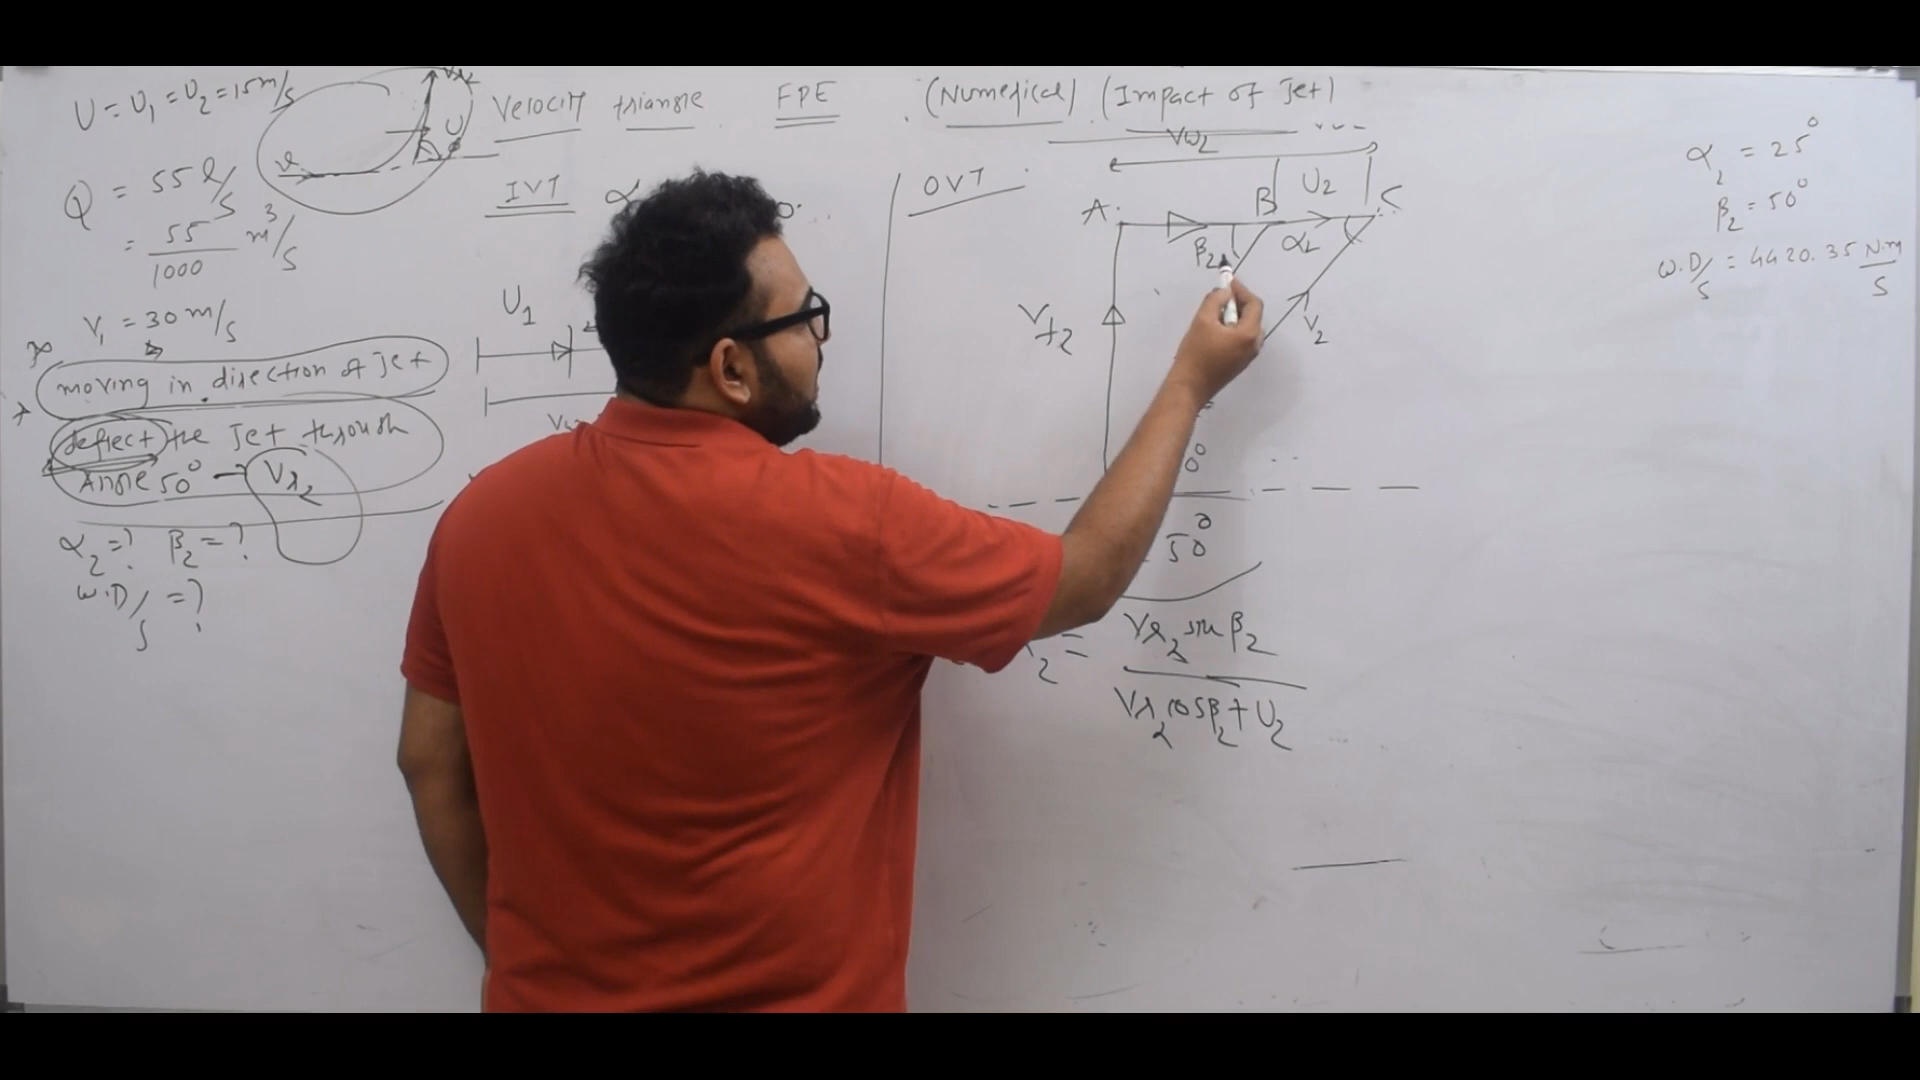 Velocity triangle FPE (Numerical) (Impact of Jet)
U = U₁ = U₂ = 15 m/s
Q = 55 l/s
= 55/1000 m³/s
V₁ = 30 m/s
moving in direction of jet
deflect the jet through
Angle 50° → Vr₂
α₂ = ? β₂ = ?
W.D/s = ?
U
IVT α
0°
U₁
OVT
Vw₂
A B U₂ C
β₂ α₂
Vf₂
V₂
50°
Vr₂ sin β₂
2 =
Vr₂ cos β₂ + U₂
α₂ = 25°
β₂ = 50°
W.D/s = 4420.35 N.m/s